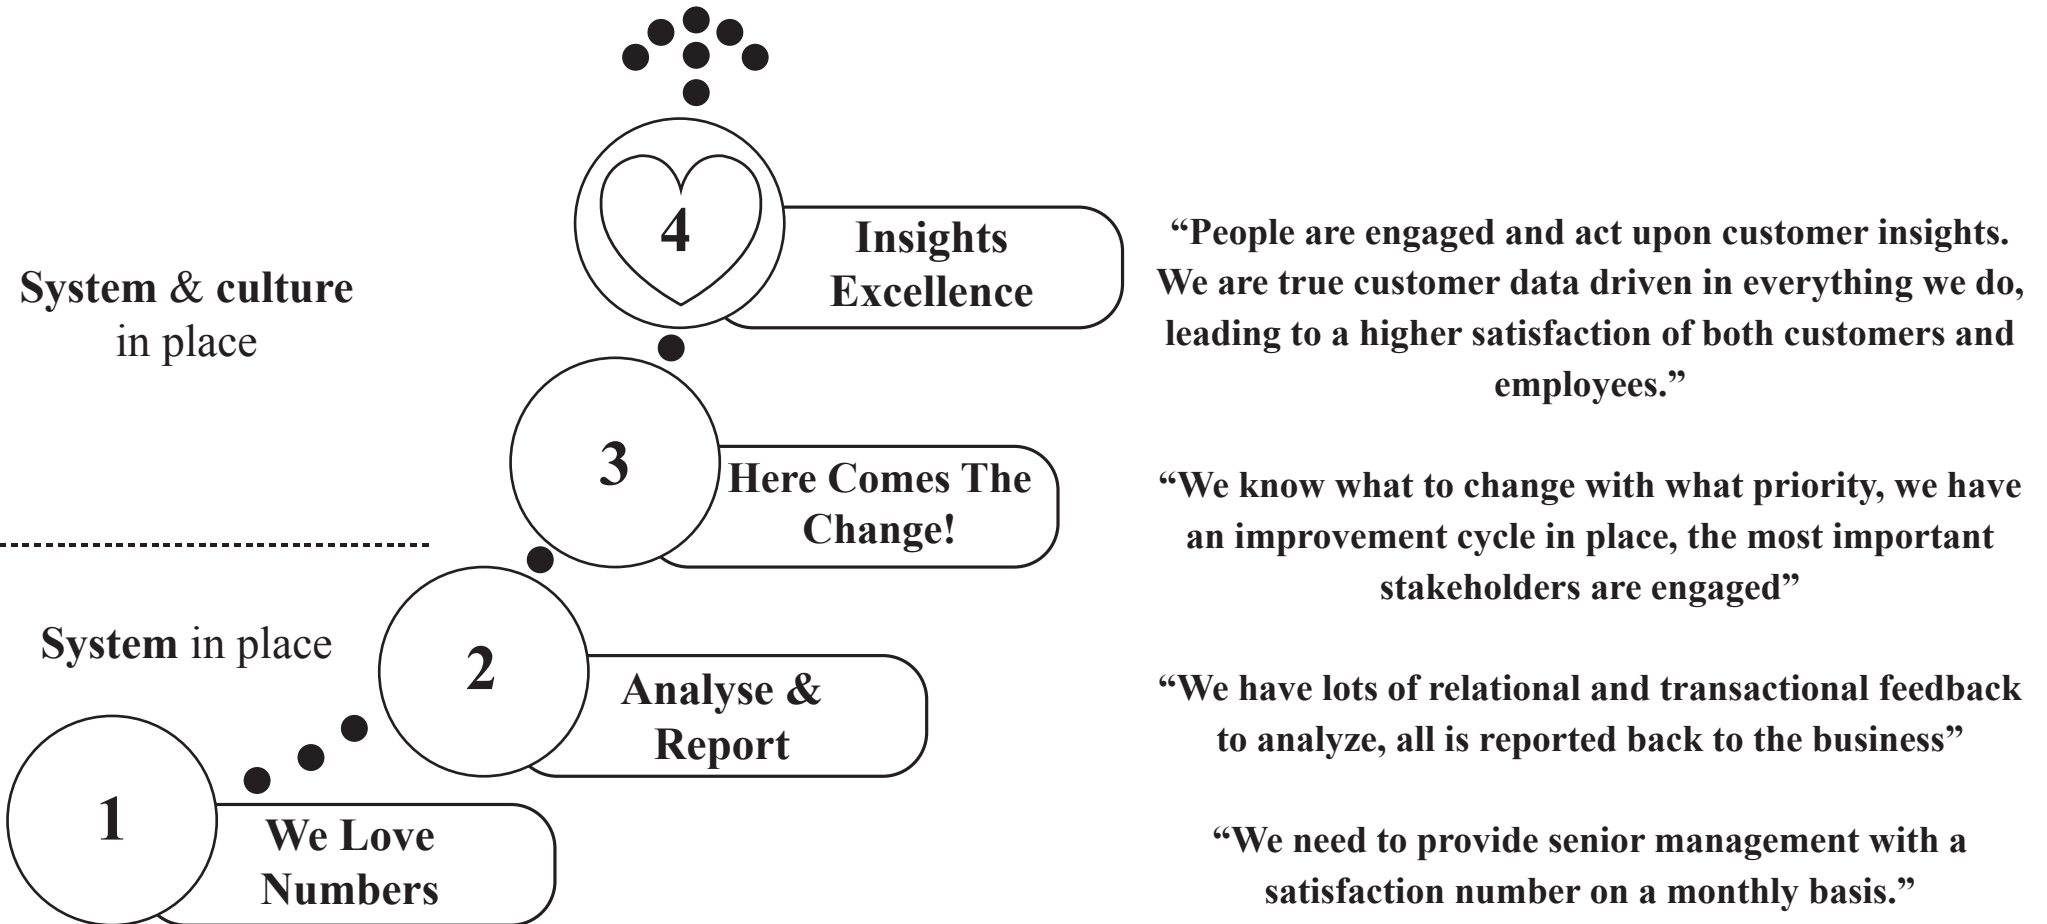 4
Insights
Excellence
“People are engaged and act upon customer insights.
We are true customer data driven in everything we do,
leading to a higher satisfaction of both customers and
employees.”
System & culture
in place
3
Here Comes The
Change!
“We know what to change with what priority, we have
an improvement cycle in place, the most important
stakeholders are engaged”
System in place
2
Analyse &
Report
“We have lots of relational and transactional feedback
to analyze, all is reported back to the business”
1
We Love
Numbers
“We need to provide senior management with a
satisfaction number on a monthly basis.”